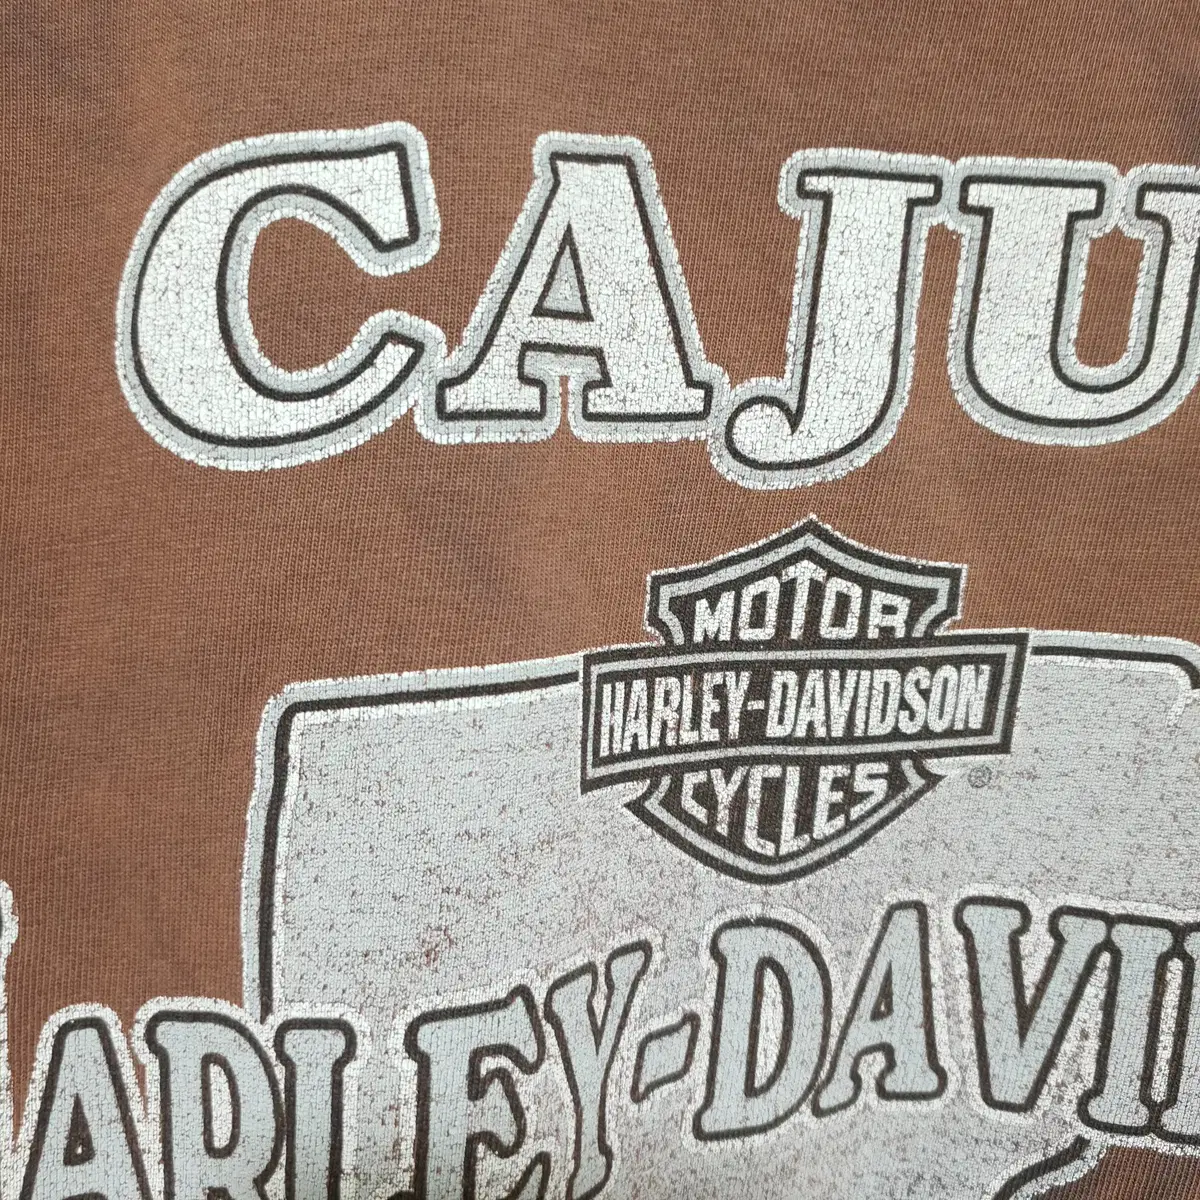 CAJU
MOTOR
HARLEY-DAVIDSON
CYCLES
®
ARLEY-DAVI